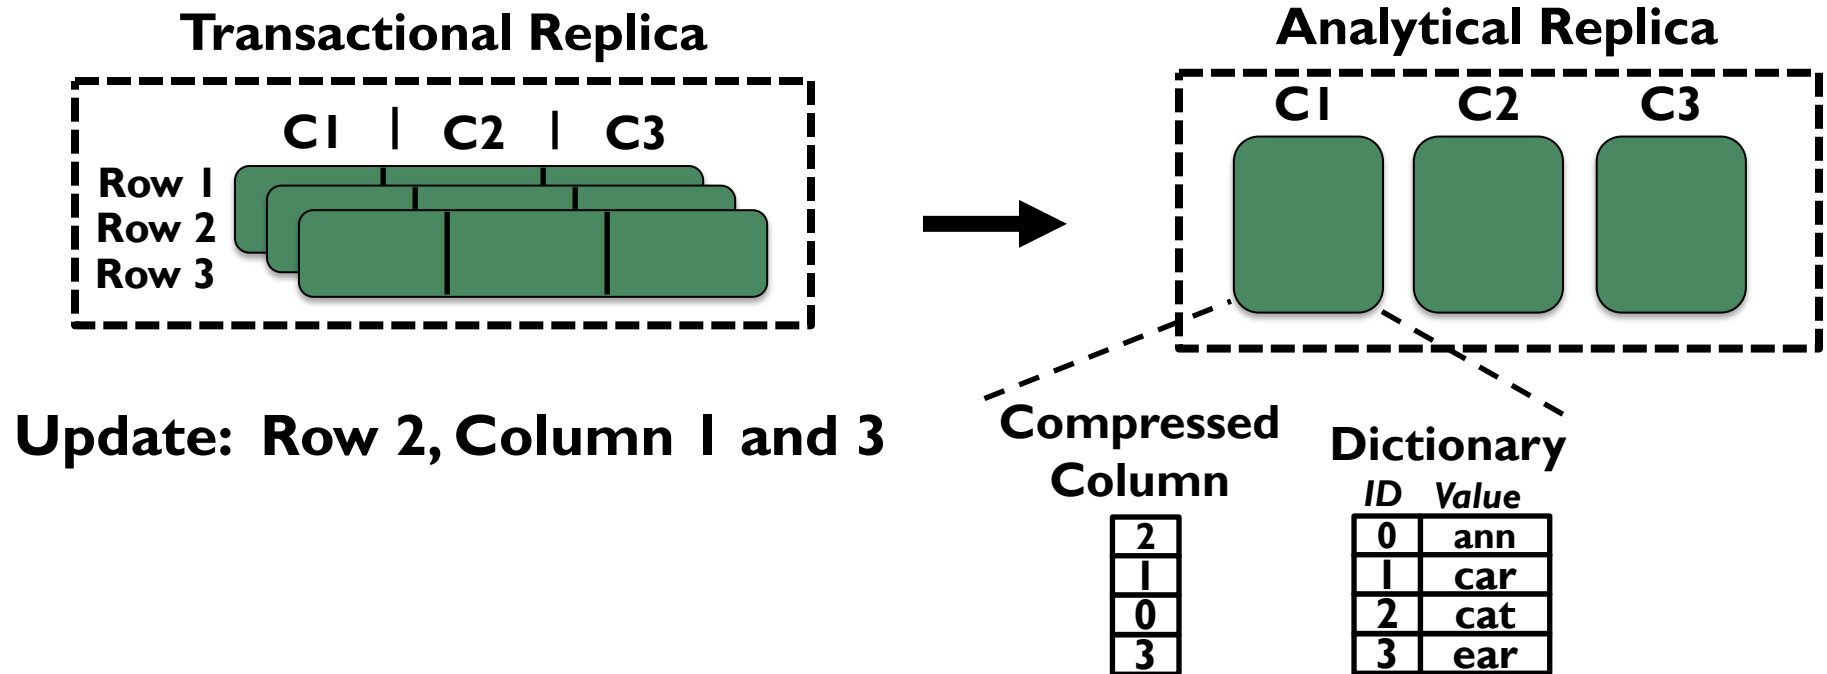 Transactional Replica
C1 | C2 | C3
Row 1
Row 2
Row 3
Analytical Replica
C1 C2 C3
Update: Row 2, Column 1 and 3
Compressed
Column
2
1
0
3
Dictionary
ID Value
0 ann
1 car
2 cat
3 ear